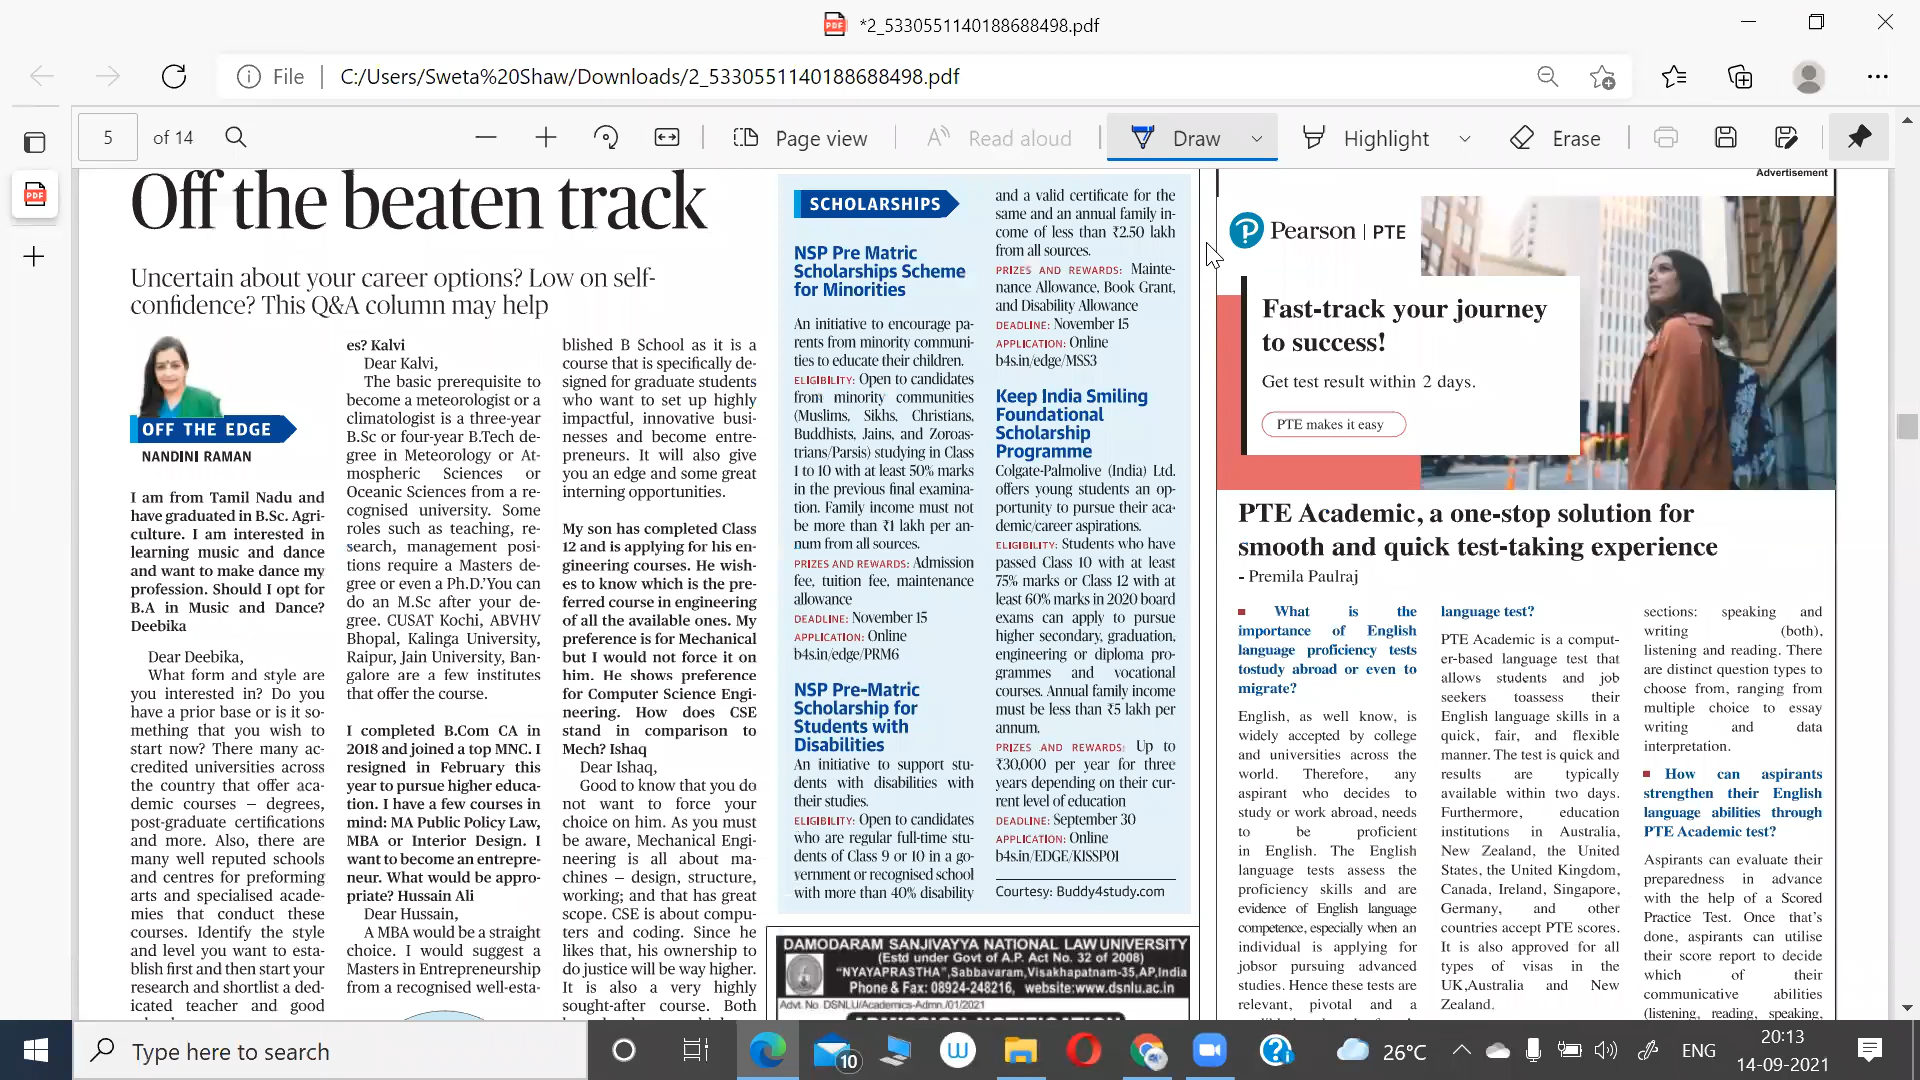 *2_5330551140188688498.pdf
File
C:/Users/Sweta%20Shaw/Downloads/2_5330551140188688498.pdf
5
of 14
Page view
Read aloud
Draw
Highlight
Erase
Off the beaten track
Uncertain about your career options? Low on self-
confidence? This Q&A column may help
OFF THE EDGE
NANDINI RAMAN
I am from Tamil Nadu and
have graduated in B.Sc. Agri-
culture. I am interested in
learning music and dance
and want to make dance my
profession. Should I opt for
B.A in Music and Dance?
Deebika
Dear Deebika,
What form and style are
you interested in? Do you
have a prior base or is it so-
mething that you wish to
start now? There many ac-
credited universities across
the country that offer aca-
demic courses — degrees,
post-graduate certifications
and more. Also, there are
many well reputed schools
and centres for preforming
arts and specialised acade-
mies that conduct these
courses. Identify the style
and level you want to esta-
blish first and then start your
research and shortlist a ded-
icated teacher and good
es? Kalvi
Dear Kalvi,
The basic prerequisite to
become a meteorologist or a
climatologist is a three-year
B.Sc or four-year B.Tech de-
gree in Meteorology or At-
mospheric Sciences or
Oceanic Sciences from a re-
cognised university. Some
roles such as teaching, re-
search, management posi-
tions require a Masters de-
gree or even a Ph.D.'You can
do an M.Sc after your de-
gree. CUSAT Kochi, ABVHV
Bhopal, Kalinga University,
Raipur, Jain University, Ban-
galore are a few institutes
that offer the course.
I completed B.Com CA in
2018 and joined a top MNC. I
resigned in February this
year to pursue higher educa-
tion. I have a few courses in
mind: MA Public Policy Law,
MBA or Interior Design. I
want to become an entrepre-
neur. What would be appro-
priate? Hussain Ali
Dear Hussain,
A MBA would be a straight
choice. I would suggest a
Masters in Entrepreneurship
from a recognised well-esta-
blished B School as it is a
course that is specifically de-
signed for graduate students
who want to set up highly
impactful, innovative busi-
nesses and become entre-
preneurs. It will also give
you an edge and some great
interning opportunities.
My son has completed Class
12 and is applying for his en-
gineering courses. He wish-
es to know which is the pre-
ferred course in engineering
of all the available ones. My
preference is for Mechanical
but I would not force it on
him. He shows preference
for Computer Science Engi-
neering. How does CSE
stand in comparison to
Mech? Ishaq
Dear Ishaq,
Good to know that you do
not want to force your
choice on him. As you must
be aware, Mechanical Engi-
neering is all about ma-
chines — design, structure,
working; and that has great
scope. CSE is about compu-
ters and coding. Since he
likes that, his ownership to
do justice will be way higher.
It is also a very highly
sought-after course. Both
SCHOLARSHIPS
NSP Pre Matric
Scholarships Scheme
for Minorities
An initiative to encourage pa-
rents from minority communi-
ties to educate their children.
ELIGIBILITY: Open to candidates
from minority communities
(Muslims, Sikhs, Christians,
Buddhists, Jains, and Zoroas-
trians/Parsis) studying in Class
1 to 10 with at least 50% marks
in the previous final examina-
tion. Family income must not
be more than ₹1 lakh per an-
num from all sources.
PRIZES AND REWARDS: Admission
fee, tuition fee, maintenance
allowance
DEADLINE: November 15
APPLICATION: Online
b4s.in/edge/PRM6
NSP Pre-Matric
Scholarship for
Students with
Disabilities
An initiative to support stu-
dents with disabilities with
their studies.
ELIGIBILITY: Open to candidates
who are regular full-time stu-
dents of Class 9 or 10 in a go-
vernment or recognised school
with more than 40% disability
and a valid certificate for the
same and an annual family in-
come of less than ₹2.50 lakh
from all sources.
PRIZES AND REWARDS: Mainte-
nance Allowance, Book Grant,
and Disability Allowance
DEADLINE: November 15
APPLICATION: Online
b4s.in/edge/MSS3
Keep India Smiling
Foundational
Scholarship
Programme
Colgate-Palmolive (India) Ltd.
offers young students an op-
portunity to pursue their aca-
demic/career aspirations.
ELIGIBILITY: Students who have
passed Class 10 with at least
75% marks or Class 12 with at
least 60% marks in 2020 board
exams can apply to pursue
higher secondary, graduation,
engineering or diploma pro-
grammes and vocational
courses. Annual family income
must be less than ₹5 lakh per
annum.
PRIZES AND REWARDS: Up to
₹30,000 per year for three
years depending on their cur-
rent level of education
DEADLINE: September 30
APPLICATION: Online
b4s.in/EDGE/KISSP01
Courtesy: Buddy4study.com
DAMODARAM SANJIVAYYA NATIONAL LAW UNIVERSITY
(Estd under Govt of A.P. Act No. 32 of 2008)
"NYAYAPRASTHA",Sabbavaram,Visakhapatnam-35,AP,India
Phone & Fax: 08924-248216, website:www.dsnlu.ac.in
Advt. No. DSNLU/Academics-Admn./01/2021
Advertisement
Pearson | PTE
Fast-track your journey
to success!
Get test result within 2 days.
PTE makes it easy
PTE Academic, a one-stop solution for
smooth and quick test-taking experience
- Premila Paulraj
What is the
importance of English
language proficiency tests
tostudy abroad or even to
migrate?
English, as well know, is
widely accepted by college
and universities across the
world. Therefore, any
aspirant who decides to
study or work abroad, needs
to be proficient
in English. The English
language tests assess the
proficiency skills and are
evidence of English language
competence, especially when an
individual is applying for
jobsor pursuing advanced
studies. Hence these tests are
relevant, pivotal and a
language test?
PTE Academic is a comput-
er-based language test that
allows students and job
seekers toassess their
English language skills in a
quick, fair, and flexible
manner. The test is quick and
results are typically
available within two days.
Furthermore, education
institutions in Australia,
New Zealand, the United
States, the United Kingdom,
Canada, Ireland, Singapore,
Germany, and other
countries accept PTE scores.
It is also approved for all
types of visas in the
UK,Australia and New
Zealand.
sections: speaking and
writing (both),
listening and reading. There
are distinct question types to
choose from, ranging from
multiple choice to essay
writing and data
interpretation.
How can aspirants
strengthen their English
language abilities through
PTE Academic test?
Aspirants can evaluate their
preparedness in advance
with the help of a Scored
Practice Test. Once that's
done, aspirants can utilise
their score report to decide
which of their
communicative abilities
(listening, reading, speaking,
Type here to search
10
26°C
ENG
20:13
14-09-2021